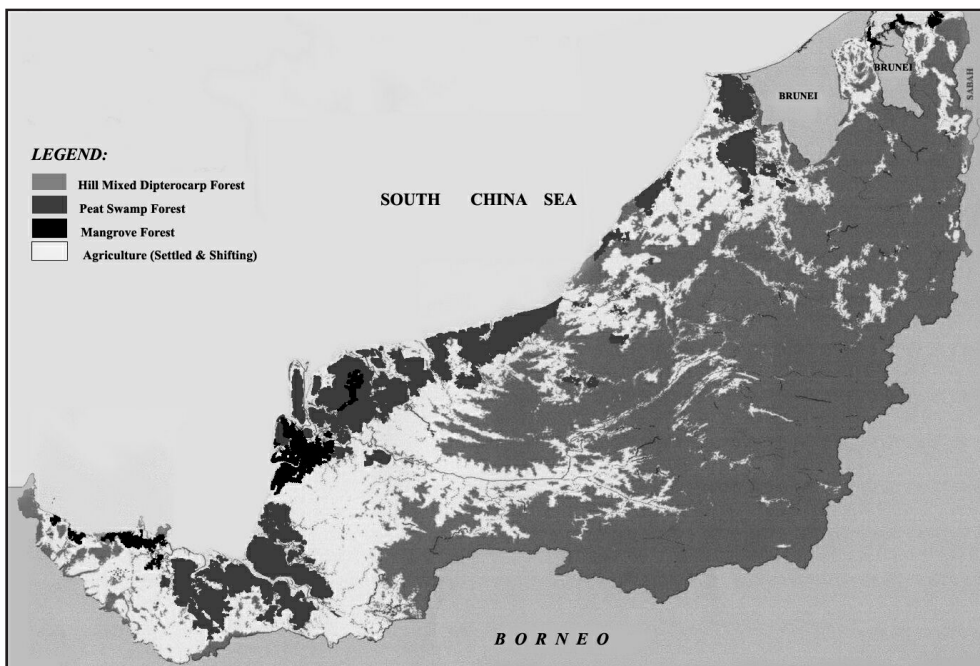 BRUNEI
BRUNEI
SABAH
LEGEND:
Hill Mixed Dipterocarp Forest
Peat Swamp Forest
Mangrove Forest
Agriculture (Settled & Shifting)
SOUTH CHINA SEA
BORNEO